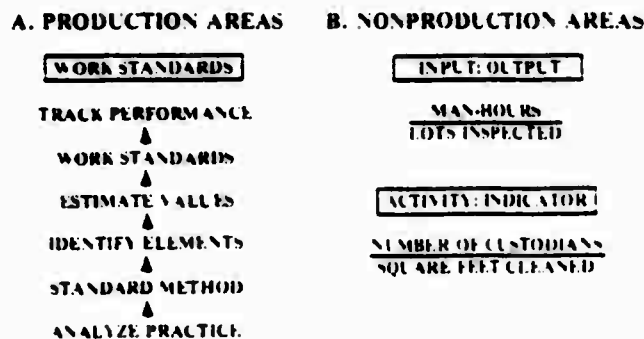 A. PRODUCTION AREAS
WORK STANDARDS
TRACK PERFORMANCE
WORK STANDARDS
ESTIMATE VALUES
IDENTIFY ELEMENTS
STANDARD METHOD
ANALYZE PRACTICE
B. NONPRODUCTION AREAS
INPUT: OUTPUT
MAN-HOURS
LOTS INSPECTED
ACTIVITY: INDICATOR
NUMBER OF CUSTODIANS
SQUARE FEET CLEANED